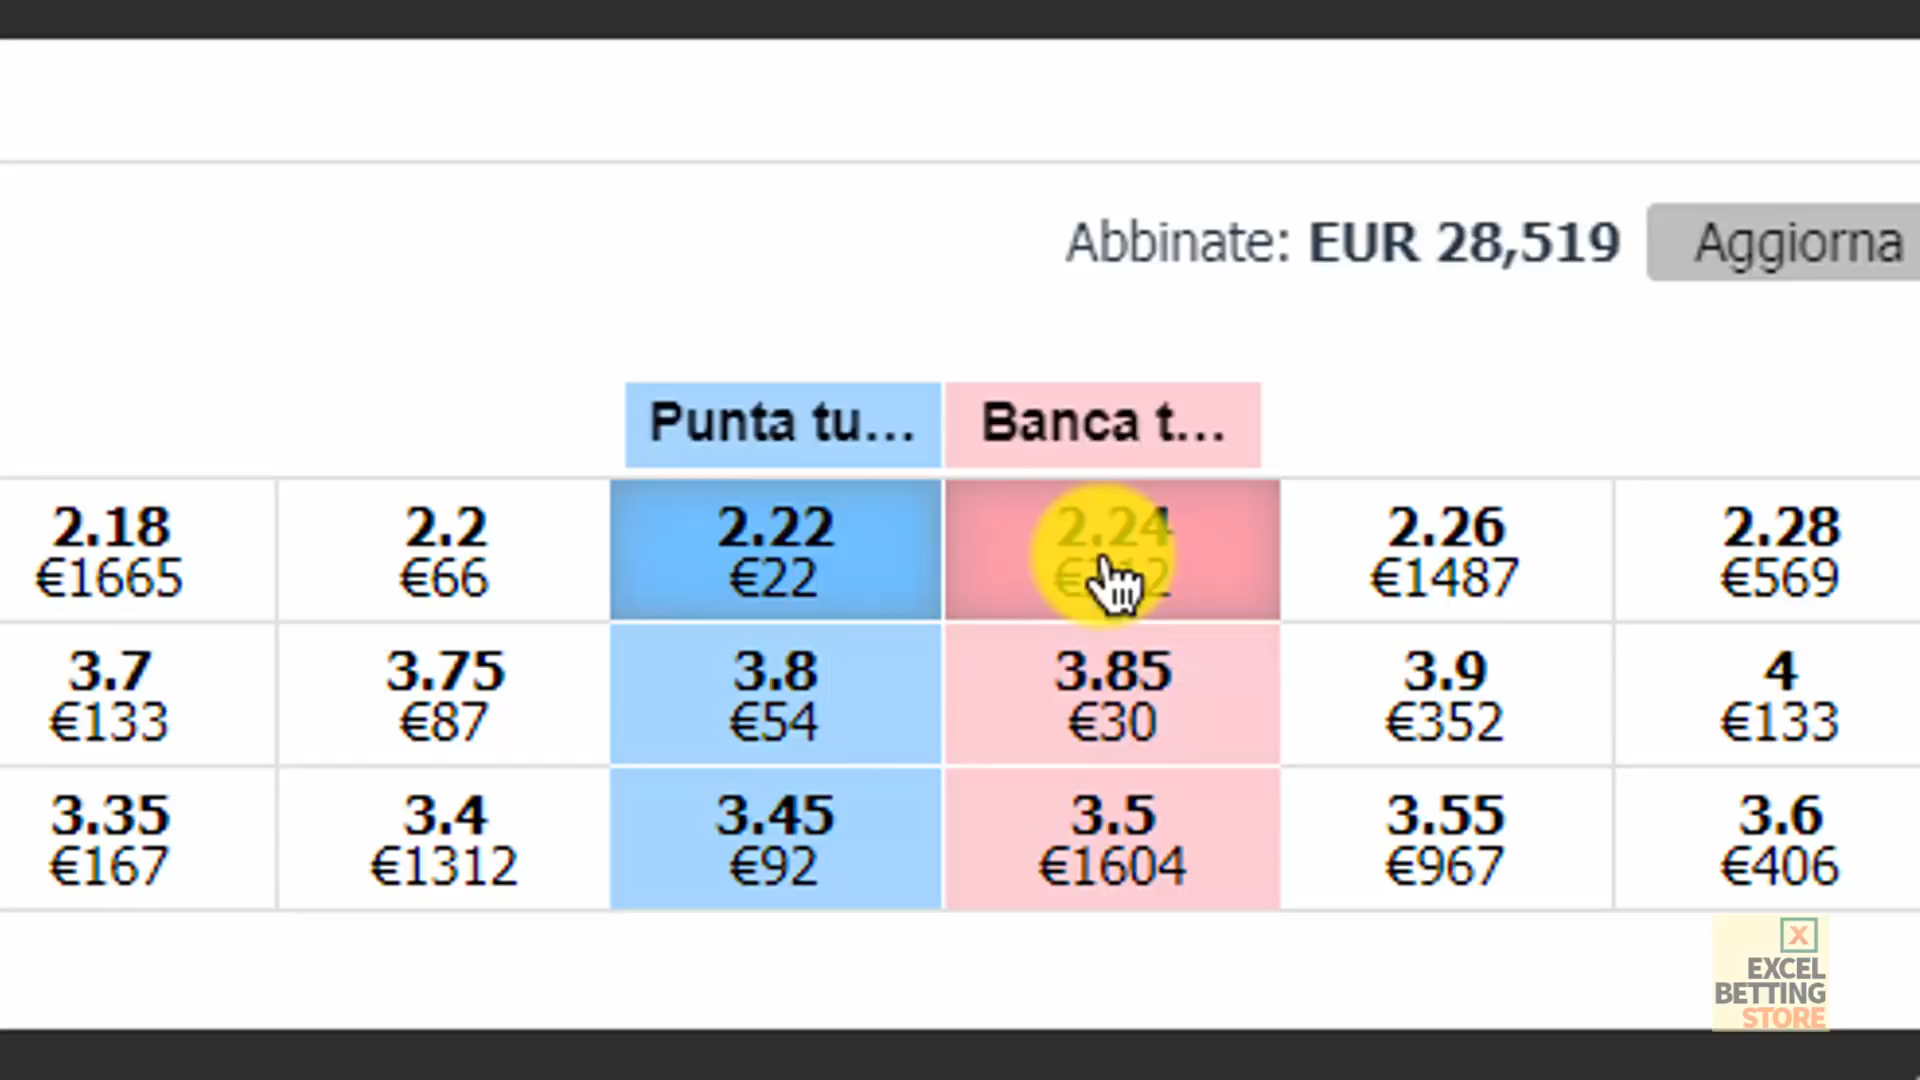 Abbinate: EUR 28,519 Aggiorna
Punta tu... Banca t...
2.18 2.2 2.22 2.24 2.26 2.28
€1665 €66 €22 €1487 €569
3.7 3.75 3.8 3.85 3.9 4
€133 €87 €54 €30 €352 €133
3.35 3.4 3.45 3.5 3.55 3.6
€167 €1312 €92 €1604 €967 €406
X
EXCEL
BETTING
STORE